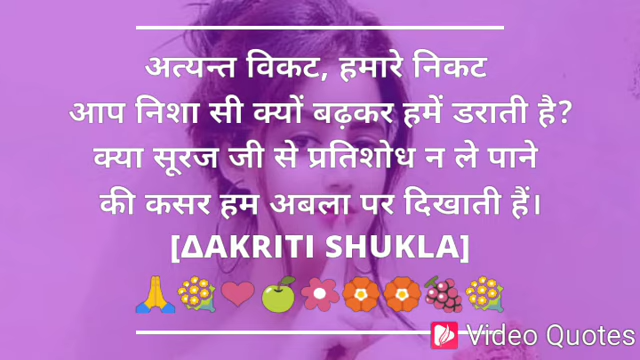 अत्यन्त विकट, हमारे निकट
आप निशा सी क्यों बढ़कर हमें डराती है?
क्या सूरज जी से प्रतिशोध न ले पाने
की कसर हम अबला पर दिखाती हैं।
[∆AKRITI SHUKLA]
🙏💐❤🍏🌸🏵🏵🍇💐
Video Quotes